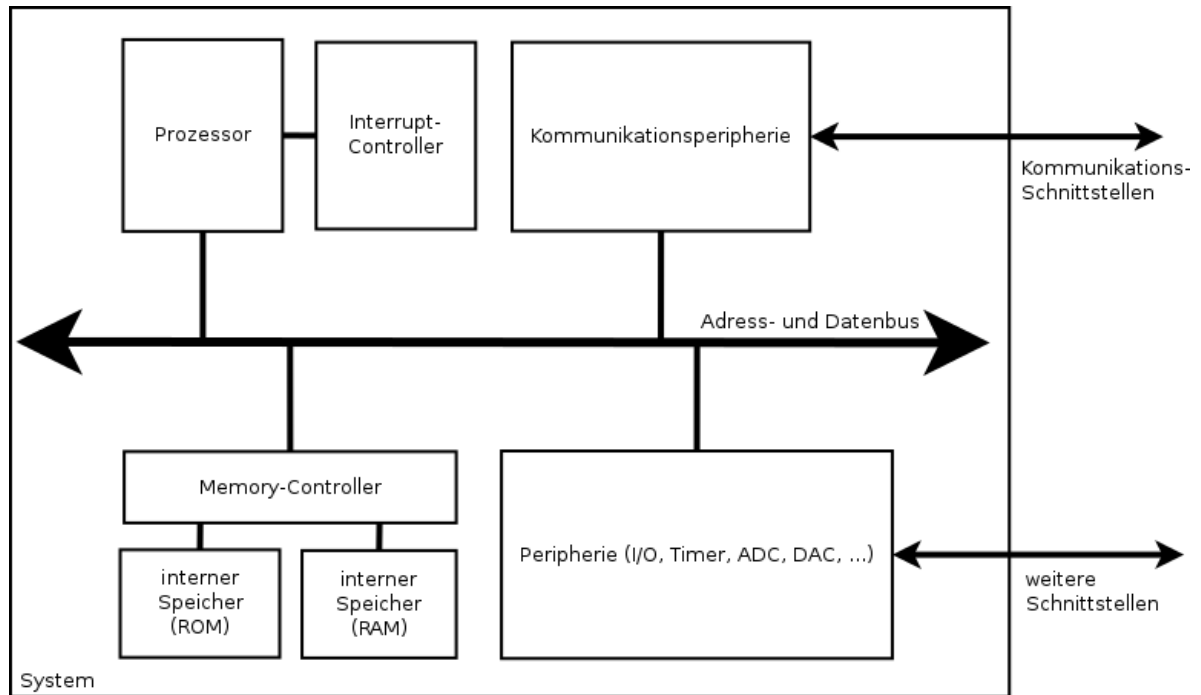 Prozessor
Interrupt-
Controller
Kommunikationsperipherie
Kommunikations-
Schnittstellen
Adress- und Datenbus
Memory-Controller
interner
Speicher
(ROM)
interner
Speicher
(RAM)
Peripherie (I/O, Timer, ADC, DAC, ...)
weitere
Schnittstellen
System